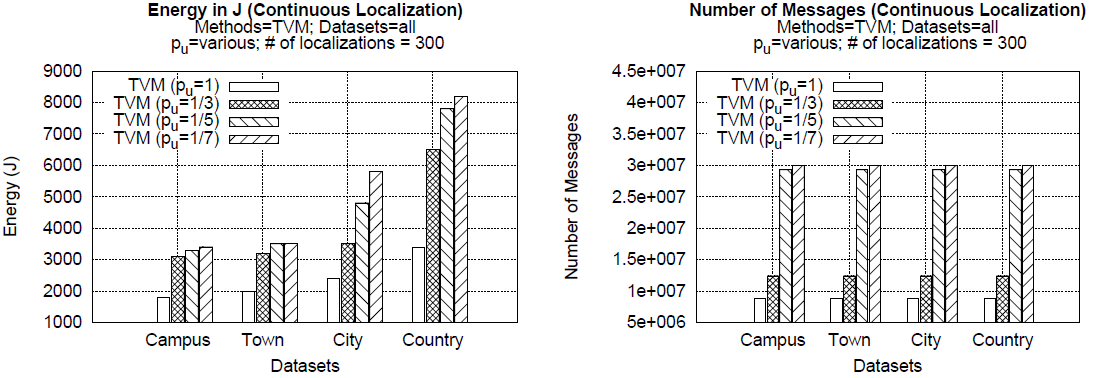 Energy in J (Continuous Localization)
Methods=TVM; Datasets=all
pu=various; # of localizations = 300
9000
8000
7000
6000
5000
4000
3000
2000
1000
Energy (J)
TVM (pu=1)
TVM (pu=1/3)
TVM (pu=1/5)
TVM (pu=1/7)
Campus
Town
City
Country
Datasets
Number of Messages (Continuous Localization)
Methods=TVM; Datasets=all
pu=various; # of localizations = 300
4.5e+007
4e+007
3.5e+007
3e+007
2.5e+007
2e+007
1.5e+007
1e+007
5e+006
Number of Messages
TVM (pu=1)
TVM (pu=1/3)
TVM (pu=1/5)
TVM (pu=1/7)
Campus
Town
City
Country
Datasets